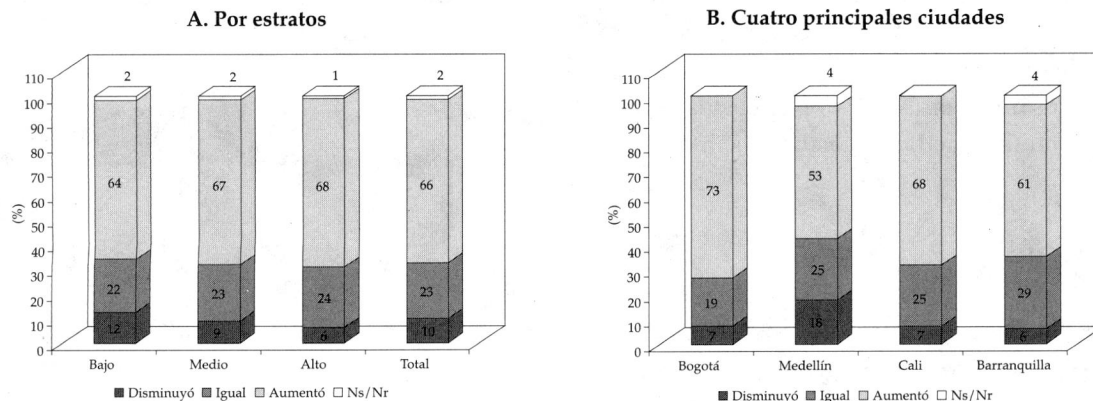 A. Por estratos
2 2 1 2
110
100
90
80
70
60
50
40
30
20
10
0
(%)
64 67 68 66
22 23 24 23
12 9 6 10
Bajo Medio Alto Total
Disminuyó Igual Aumentó Ns/Nr
B. Cuatro principales ciudades
4 4
110
100
90
80
70
60
50
40
30
20
10
0
(%)
73 53 68 61
19 25 25 29
7 18 7 6
Bogotá Medellín Cali Barranquilla
Disminuyó Igual Aumentó Ns/Nr